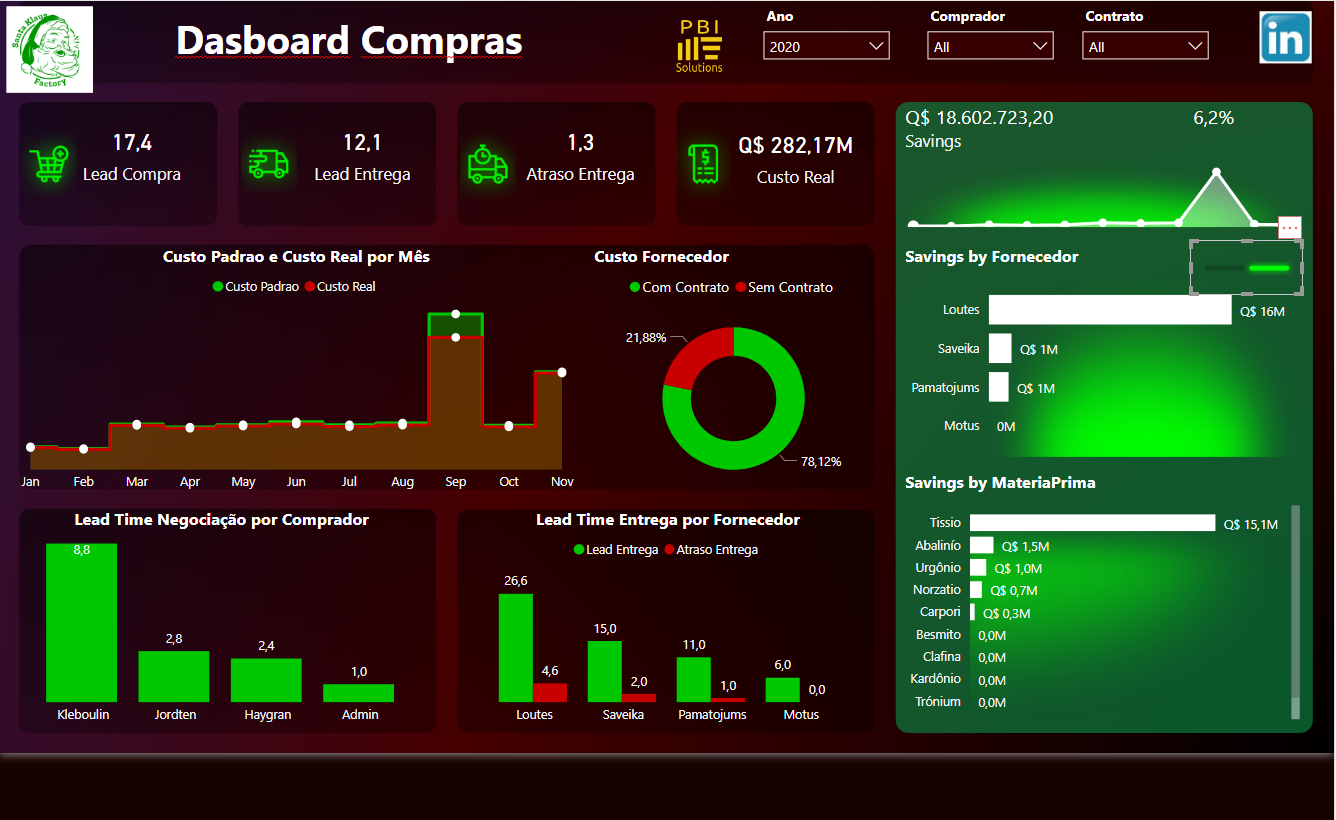 Santa Klaus
Factory
Dasboard Compras
PBI
Solutions
Ano
2020
Comprador
All
Contrato
All
in
17,4
Lead Compra
12,1
Lead Entrega
1,3
Atraso Entrega
Q$ 282,17M
Custo Real
Q$ 18.602.723,20
6,2%
Savings
Custo Padrao e Custo Real por Mês
Custo Padrao
Custo Real
Jan
Feb
Mar
Apr
May
Jun
Jul
Aug
Sep
Oct
Nov
Custo Fornecedor
Com Contrato
Sem Contrato
21,88%
78,12%
Savings by Fornecedor
Loutes
Q$ 16M
Saveika
Q$ 1M
Pamatojums
Q$ 1M
Motus
0M
Lead Time Negociação por Comprador
8,8
2,8
2,4
1,0
Kleboulin
Jordten
Haygran
Admin
Lead Time Entrega por Fornecedor
Lead Entrega
Atraso Entrega
26,6
4,6
15,0
2,0
11,0
1,0
6,0
0,0
Loutes
Saveika
Pamatojums
Motus
Savings by MateriaPrima
Tissio
Q$ 15,1M
Abalinío
Q$ 1,5M
Urgônio
Q$ 1,0M
Norzatio
Q$ 0,7M
Carpori
Q$ 0,3M
Besmito
0,0M
Clafina
0,0M
Kardônio
0,0M
Trónium
0,0M